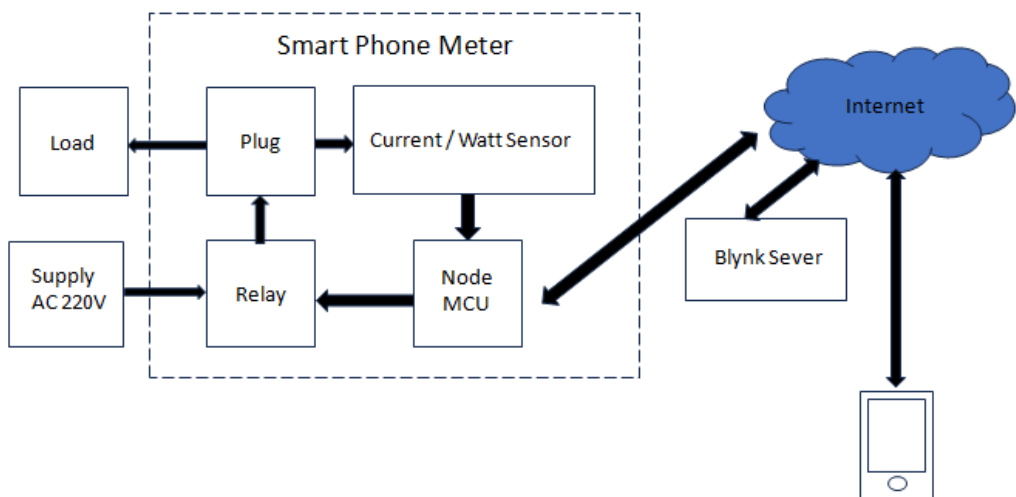 Smart Phone Meter
Load
Plug
Current / Watt Sensor
Internet
Supply
AC 220V
Relay
Node
MCU
Blynk Sever